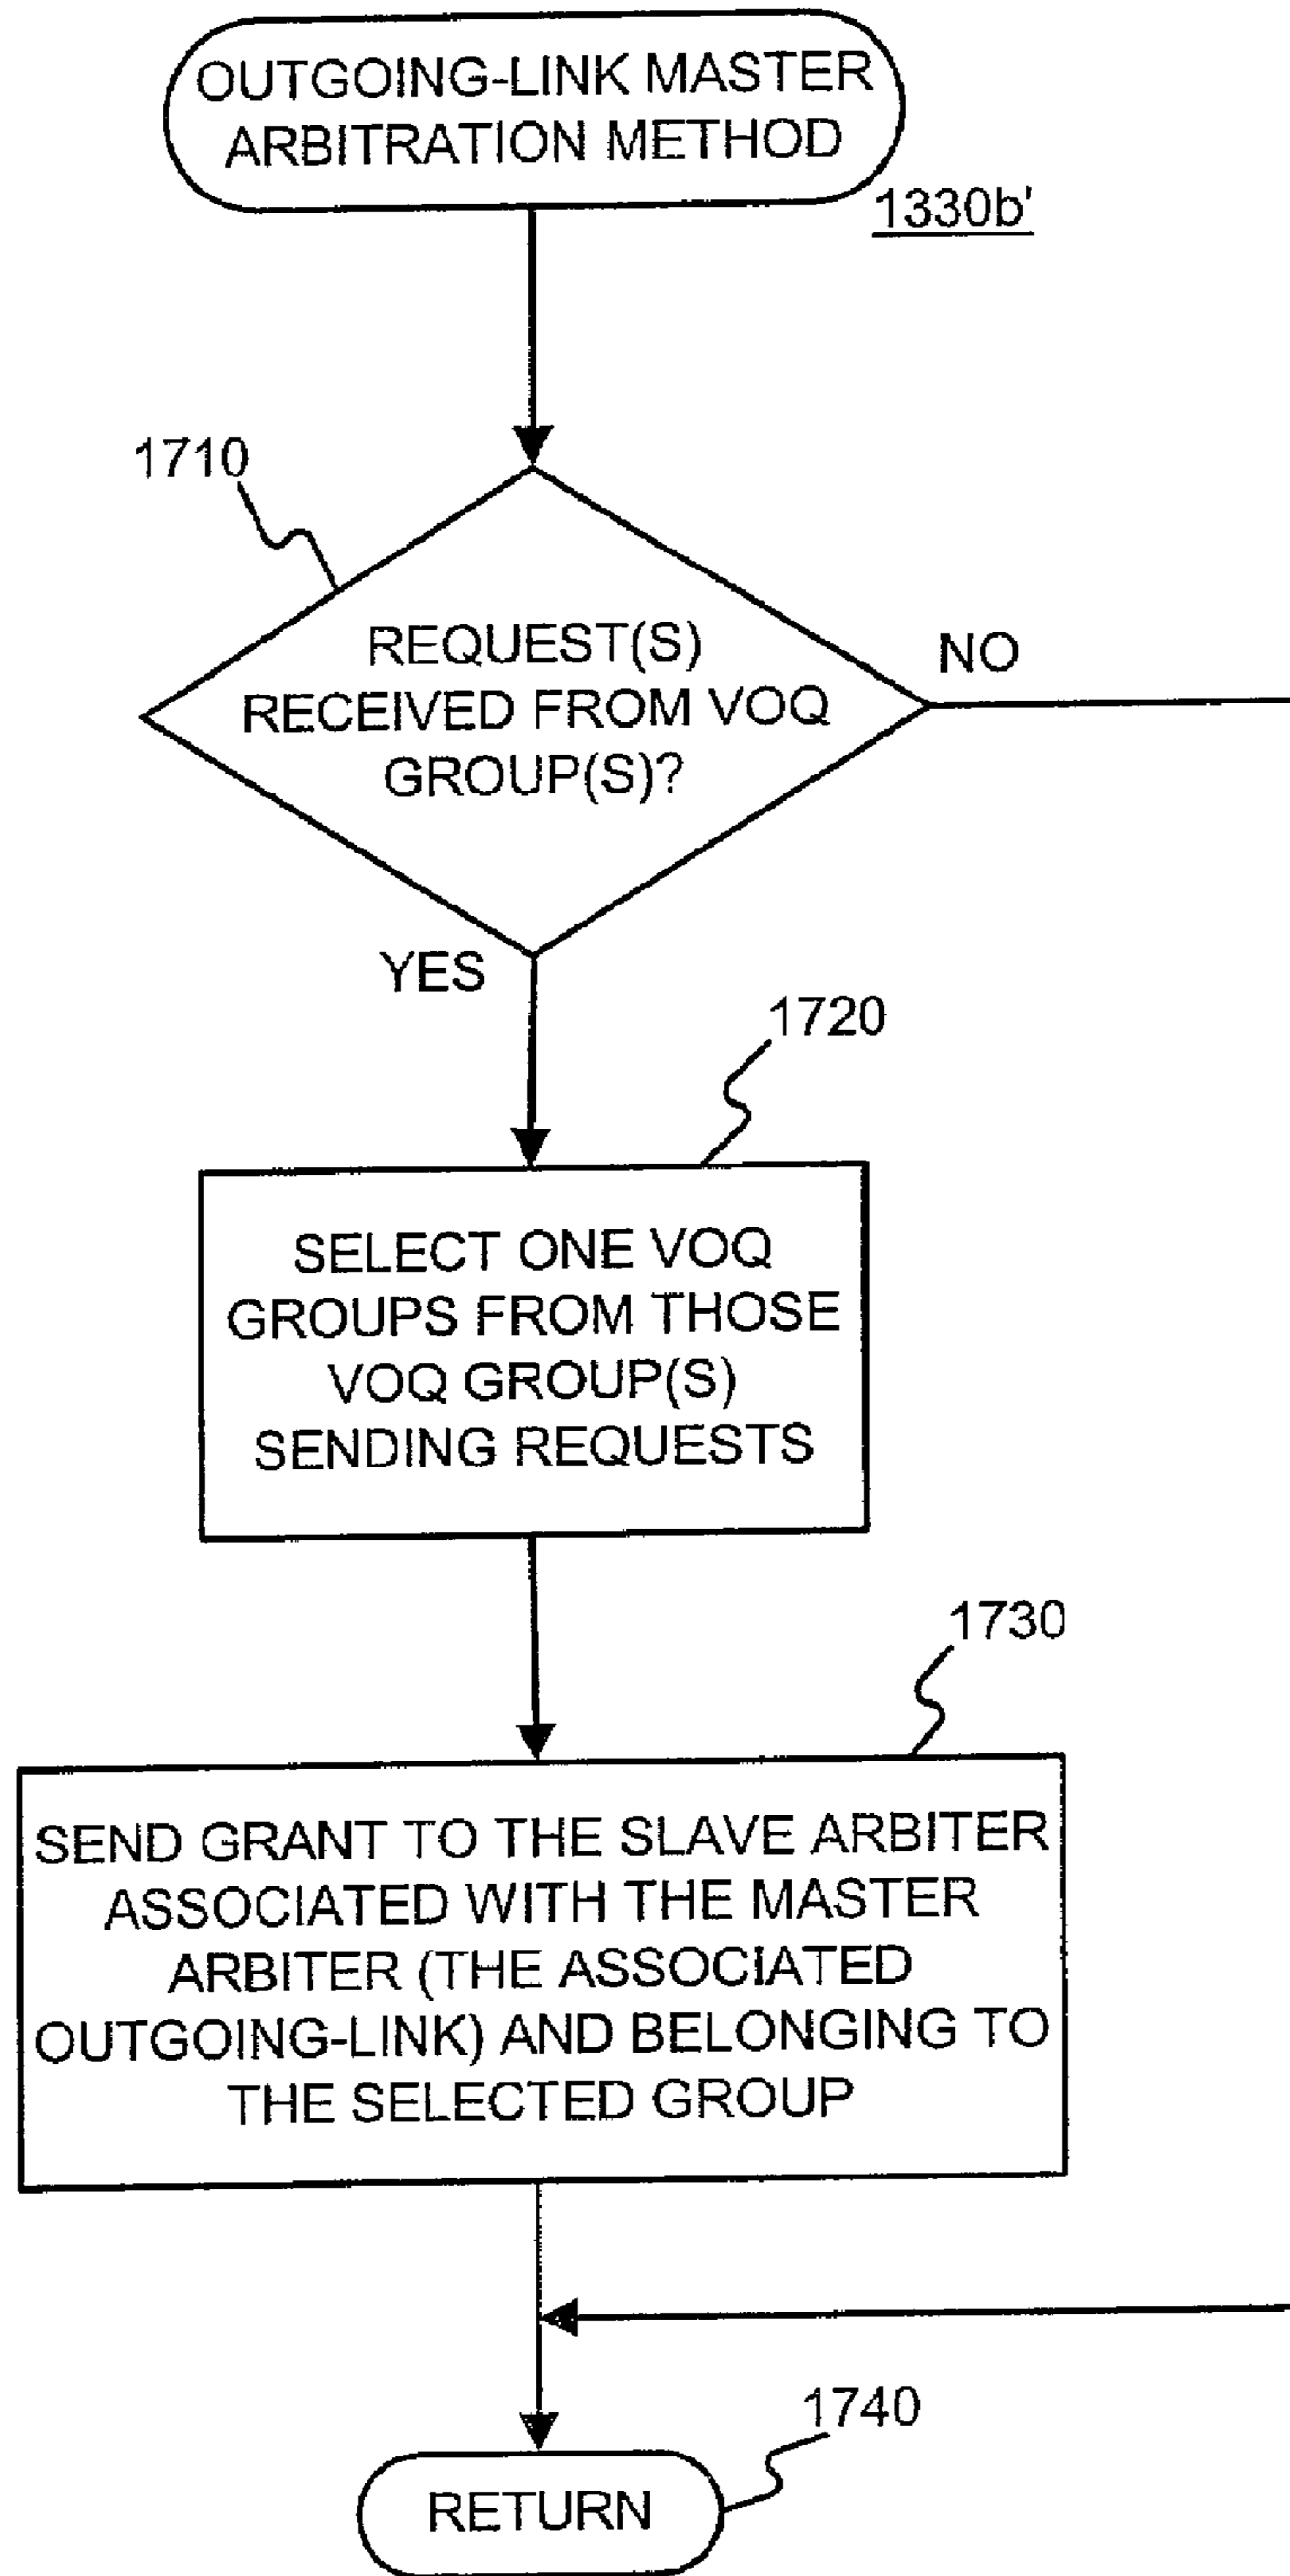 OUTGOING-LINK MASTER
ARBITRATION METHOD
1330b'
1710
REQUEST(S)
RECEIVED FROM VOQ
GROUP(S)?
NO
YES
1720
SELECT ONE VOQ
GROUPS FROM THOSE
VOQ GROUP(S)
SENDING REQUESTS
1730
SEND GRANT TO THE SLAVE ARBITER
ASSOCIATED WITH THE MASTER
ARBITER (THE ASSOCIATED
OUTGOING-LINK) AND BELONGING TO
THE SELECTED GROUP
1740
RETURN